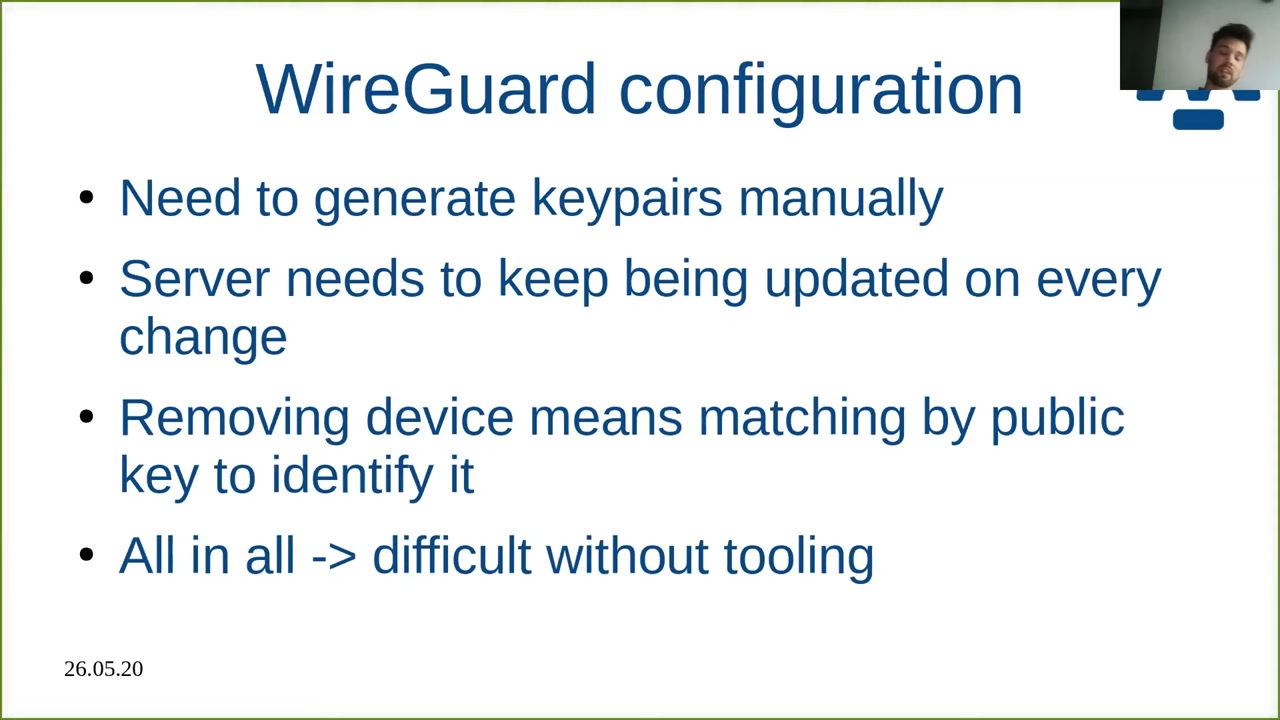 WireGuard configuration
• Need to generate keypairs manually
• Server needs to keep being updated on every
change
• Removing device means matching by public
key to identify it
• All in all -> difficult without tooling
26.05.20